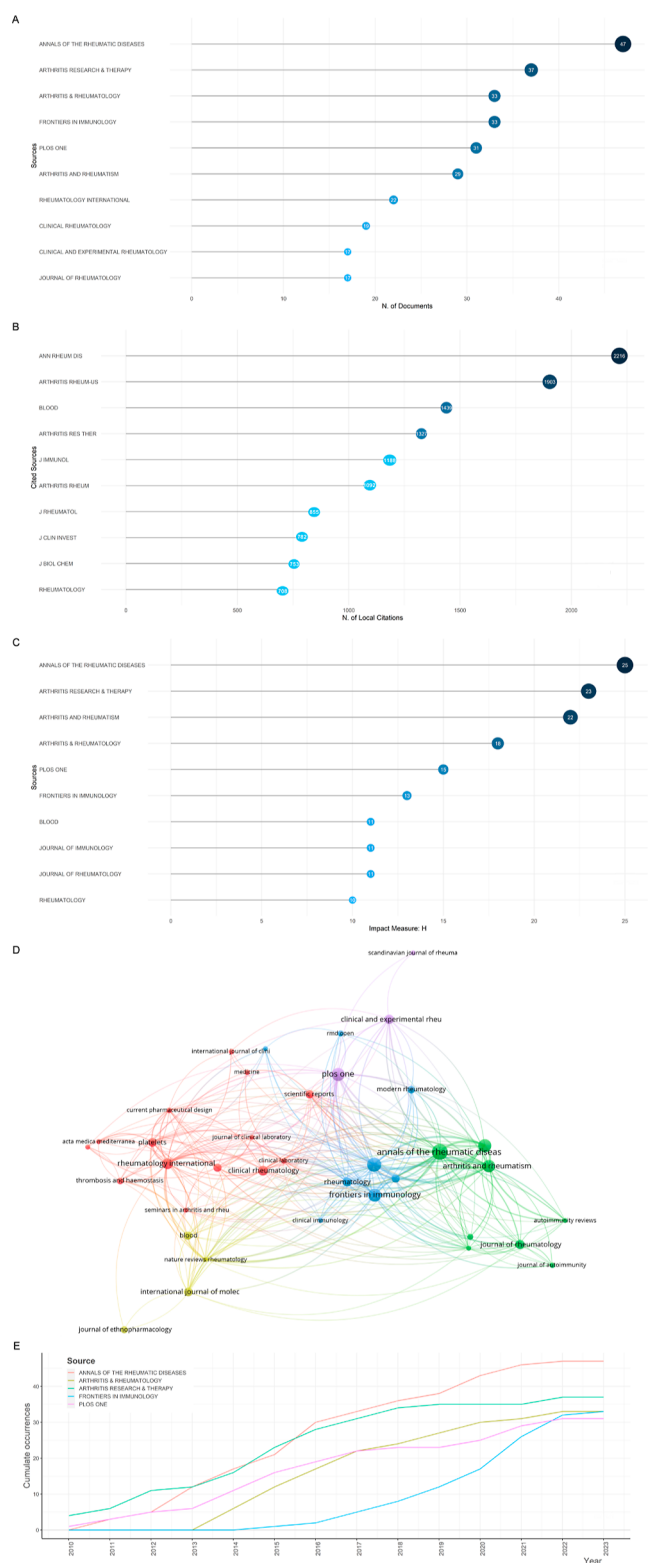 A
ANNALS OF THE RHEUMATIC DISEASES
47
ARTHRITIS RESEARCH & THERAPY
37
ARTHRITIS & RHEUMATOLOGY
33
FRONTIERS IN IMMUNOLOGY
33
PLOS ONE
31
ARTHRITIS AND RHEUMATISM
29
RHEUMATOLOGY INTERNATIONAL
22
CLINICAL RHEUMATOLOGY
19
CLINICAL AND EXPERIMENTAL RHEUMATOLOGY
17
JOURNAL OF RHEUMATOLOGY
17
Sources
0 10 20 30 40
N. of Documents
B
ANN RHEUM DIS
2216
ARTHRITIS RHEUM-US
1903
BLOOD
ARTHRITIS RES THER
J IMMUNOL
ARTHRITIS RHEUM
J RHEUMATOL
J CLIN INVEST
J BIOL CHEM
RHEUMATOLOGY
Cited Sources
0 500 1000 1500 2000
N. of Local Citations
C
ANNALS OF THE RHEUMATIC DISEASES
25
ARTHRITIS RESEARCH & THERAPY
23
ARTHRITIS AND RHEUMATISM
22
ARTHRITIS & RHEUMATOLOGY
18
PLOS ONE
15
FRONTIERS IN IMMUNOLOGY
13
BLOOD
11
JOURNAL OF IMMUNOLOGY
11
JOURNAL OF RHEUMATOLOGY
11
RHEUMATOLOGY
10
Sources
0 5 10 15 20 25
Impact Measure: H
D
scandinavian journal of rheuma
clinical and experimental rheu
rmd open
international journal of clini
medicine
plos one
modern rheumatology
scientific reports
current pharmaceutical design
journal of clinical laboratory
acta medica mediterranea
platelets
annals of the rheumatic diseas
clinical laboratory
rheumatology international
arthritis and rheumatism
clinical rheumatology
thrombosis and haemostasis
rheumatology
frontiers in immunology
seminars in arthritis and rheu
clinical immunology
autoimmunity reviews
blood
journal of rheumatology
nature reviews rheumatology
journal of autoimmunity
international journal of molec
journal of ethnopharmacology
E
Source
ANNALS OF THE RHEUMATIC DISEASES
ARTHRITIS & RHEUMATOLOGY
ARTHRITIS RESEARCH & THERAPY
FRONTIERS IN IMMUNOLOGY
PLOS ONE
Cumulate occurrences
40
30
20
10
0
2010 2011 2012 2013 2014 2015 2016 2017 2018 2019 2020 2021 2022 2023
Year